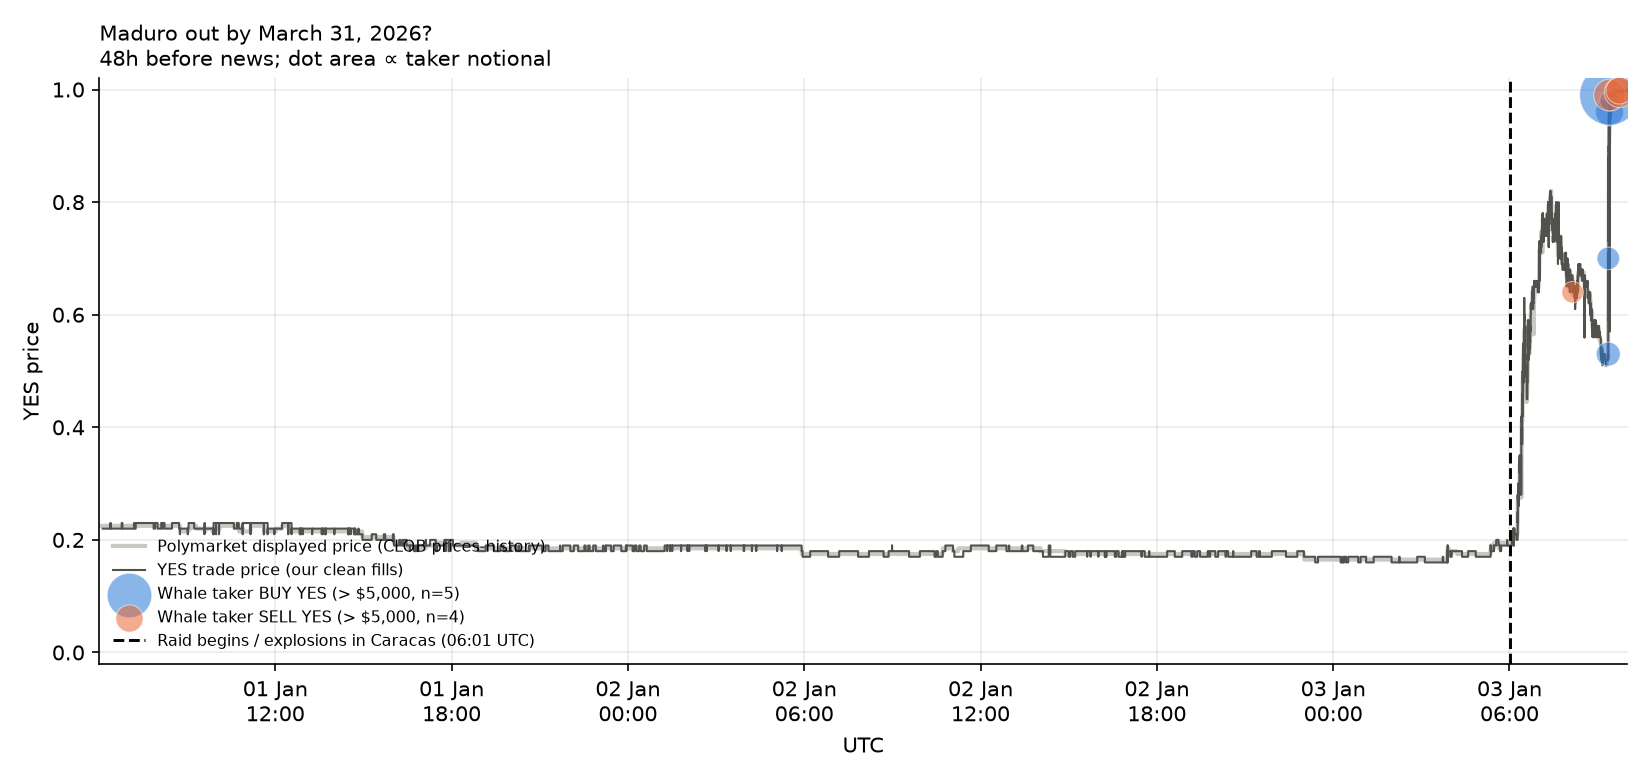 Maduro out by March 31, 2026?
48h before news; dot area ∝ taker notional
YES price
1.0
0.8
0.6
0.4
0.2
0.0
Polymarket displayed price (CLOB prices-history)
YES trade price (our clean fills)
Whale taker BUY YES (> $5,000, n=5)
Whale taker SELL YES (> $5,000, n=4)
Raid begins / explosions in Caracas (06:01 UTC)
01 Jan
12:00
01 Jan
18:00
02 Jan
00:00
02 Jan
06:00
02 Jan
12:00
02 Jan
18:00
03 Jan
00:00
03 Jan
06:00
UTC